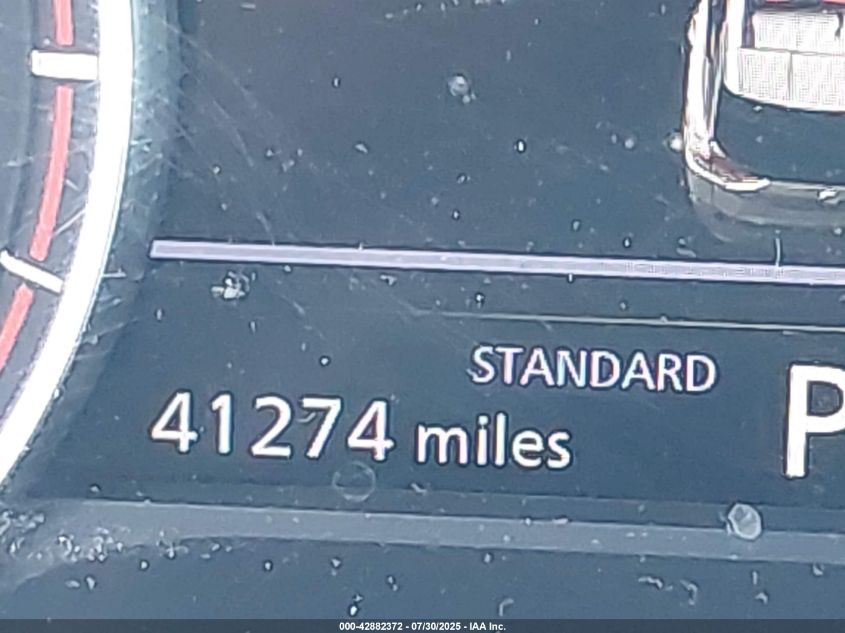 STANDARD
41274 miles
P
000-42882372 - 07/30/2025 - IAA Inc.